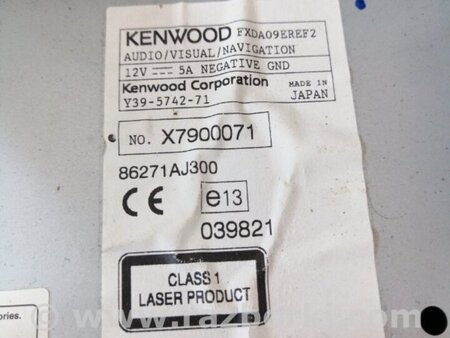 KENWOOD FXDA09EREF2
AUDIO/VISUAL/NAVIGATION
12V 5A NEGATIVE GND
Kenwood Corporation MADE IN
Y39-5742-71 JAPAN
NO. X7900071
86271AJ300
CE e13
039821
CLASS 1
LASER PRODUCT
ories.